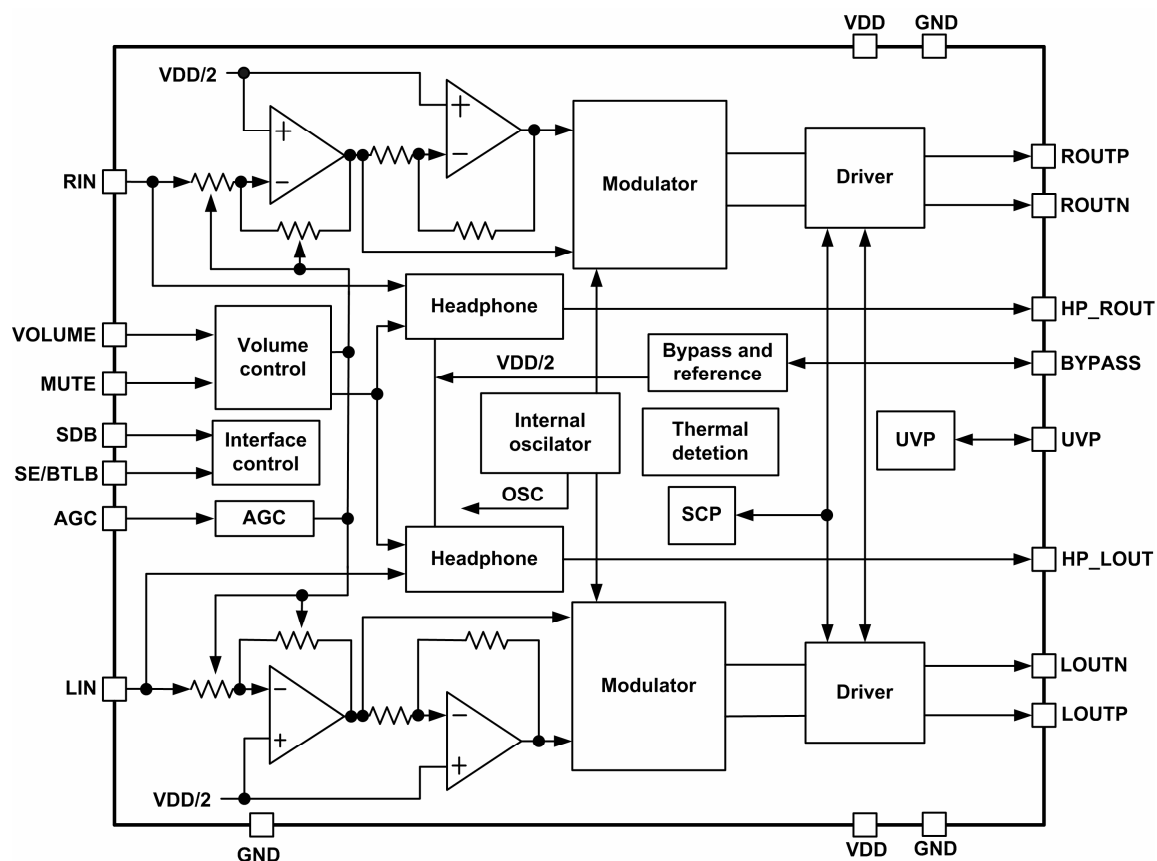 VDD GND
VDD/2
+
+
−
−
RIN
Modulator
Driver
ROUTP
ROUTN
Headphone
HP_ROUT
VOLUME
MUTE
Volume
control
VDD/2
Bypass and
reference
BYPASS
SDB
SE/BTLB
Interface
control
Internal
oscilator
Thermal
detetion
UVP
UVP
AGC
AGC
OSC
SCP
Headphone
HP_LOUT
LIN
−
+
−
+
Modulator
Driver
LOUTN
LOUTP
VDD/2
GND
VDD GND